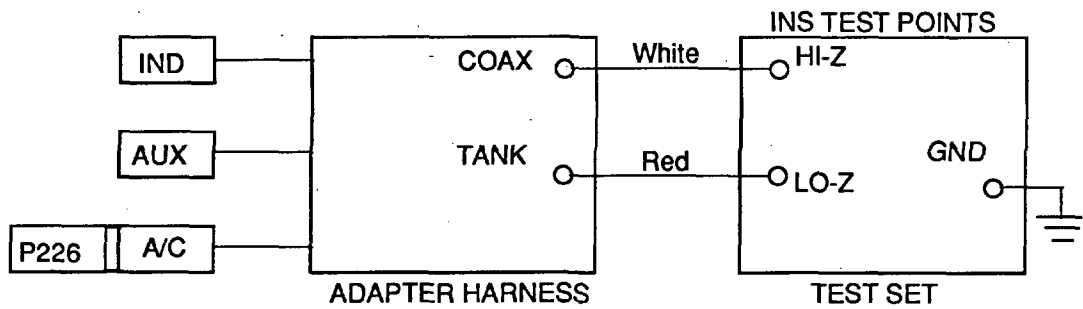 INS TEST POINTS
IND
COAX
White
HI-Z
AUX
TANK
Red
LO-Z
GND
P226
A/C
ADAPTER HARNESS
TEST SET